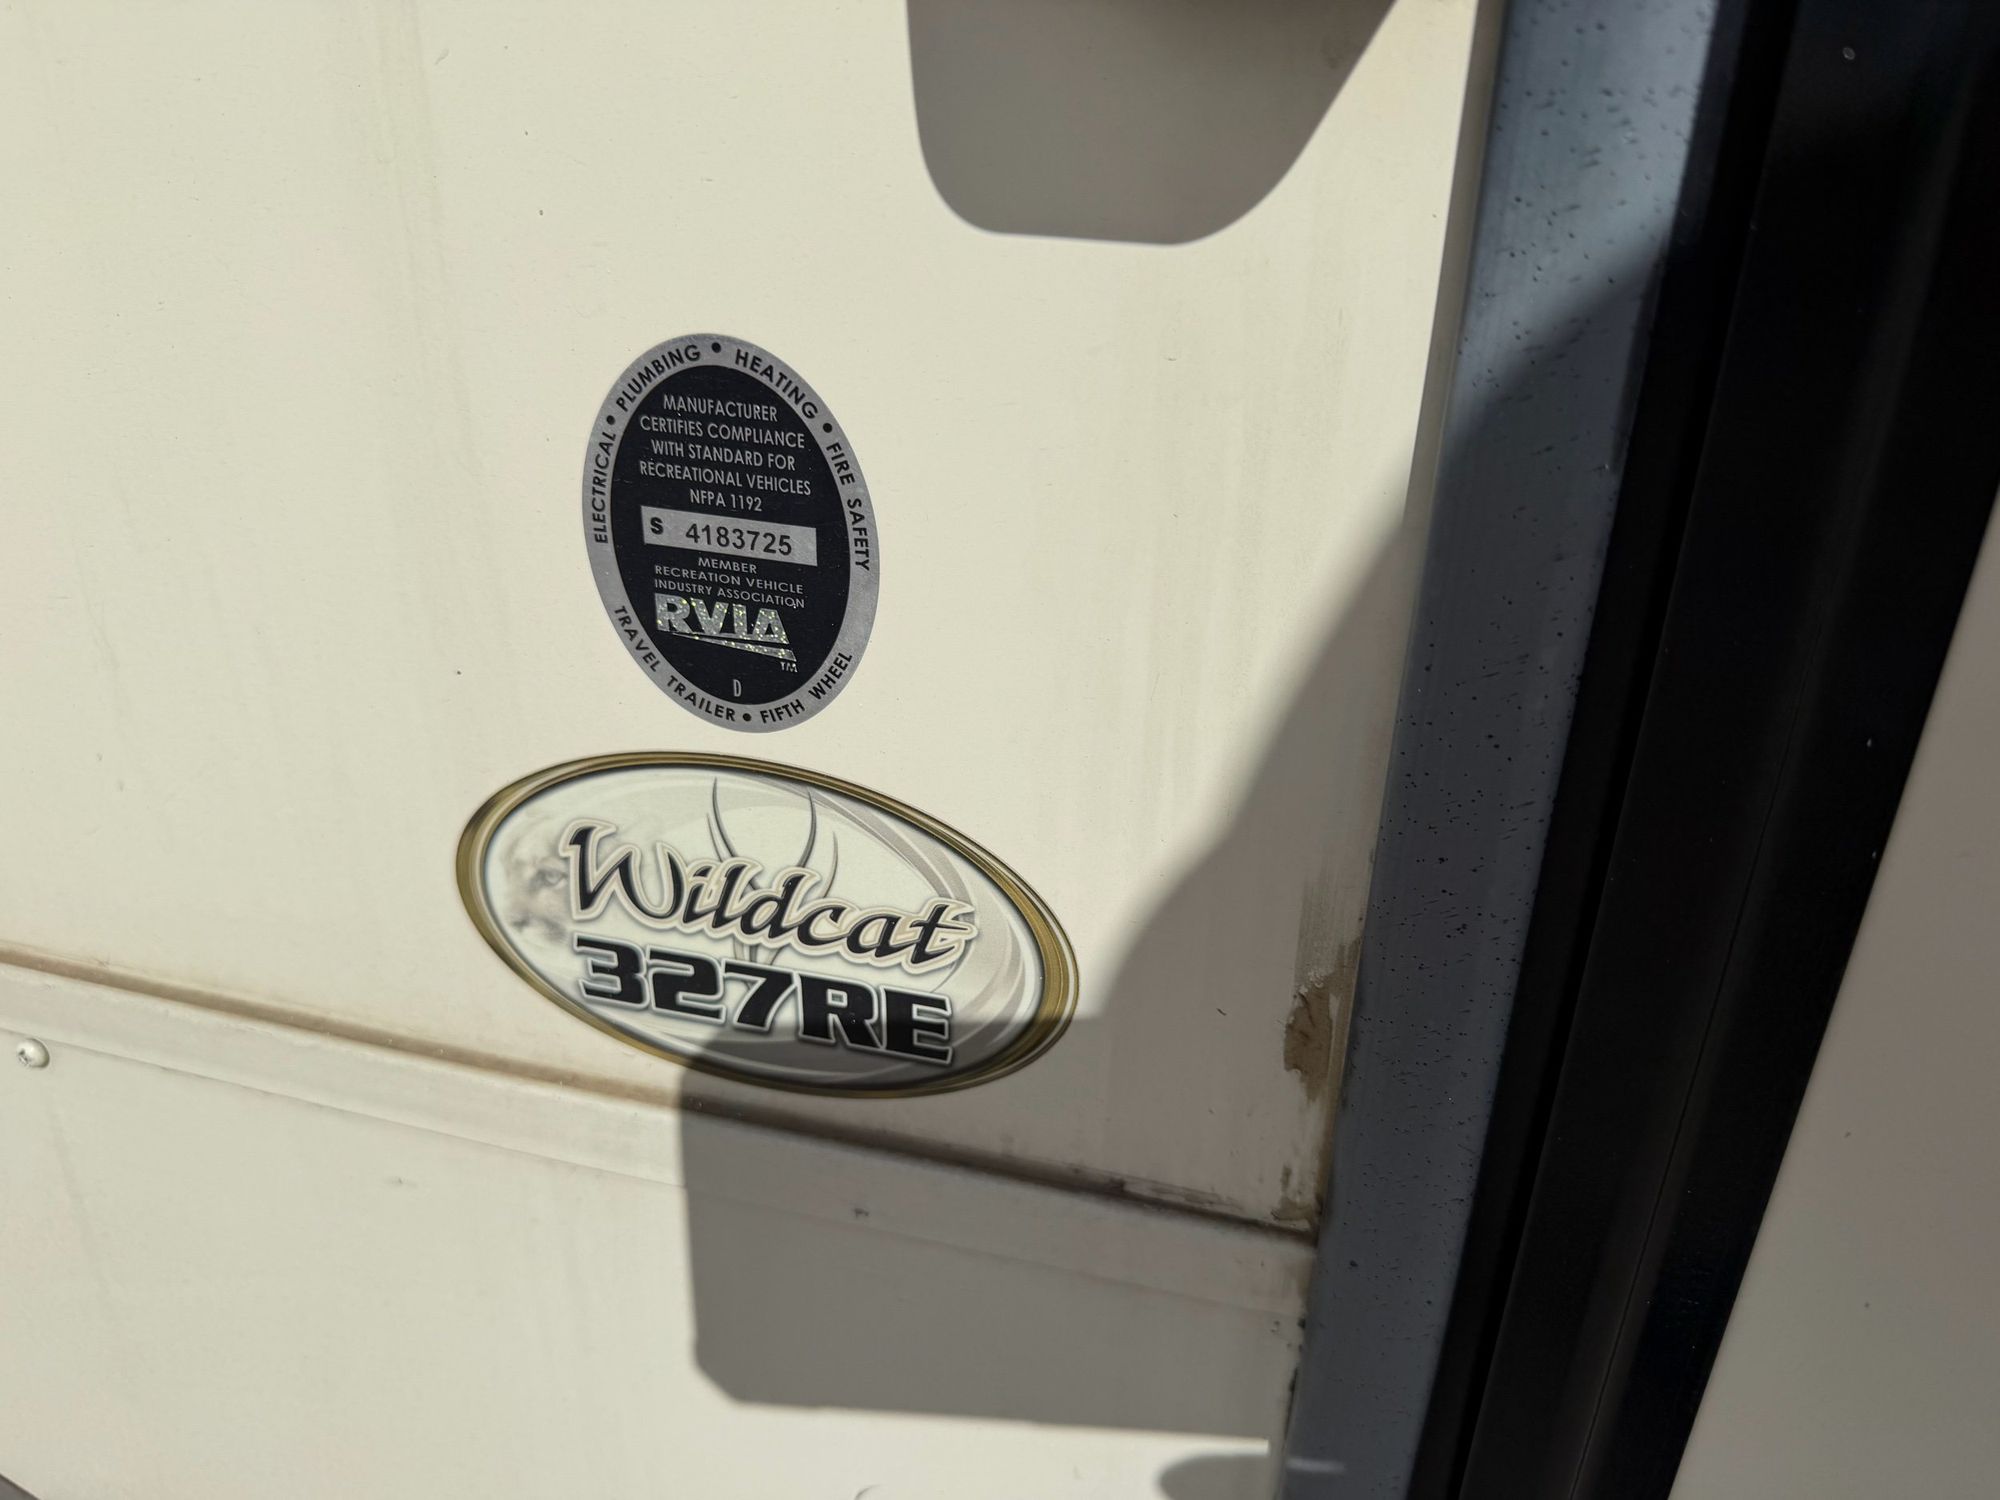 ELECTRICAL • PLUMBING • HEATING • FIRE SAFETY
MANUFACTURER
CERTIFIES COMPLIANCE
WITH STANDARD FOR
RECREATIONAL VEHICLES
NFPA 1192
S 4183725
MEMBER
RECREATION VEHICLE
INDUSTRY ASSOCIATION
RVIA
TM
D
TRAVEL TRAILER • FIFTH WHEEL
Wildcat
327RE